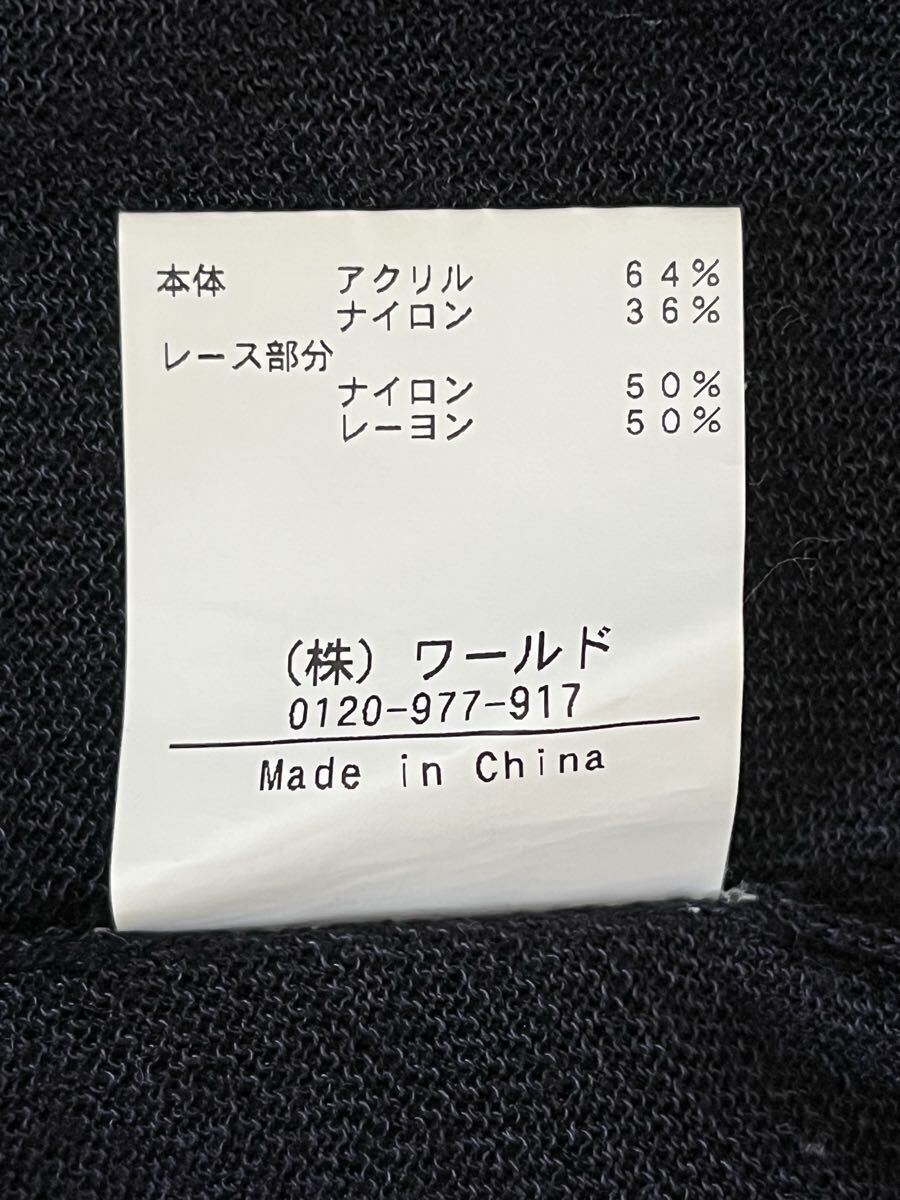 本体 アクリル 64%
ナイロン 36%
レース部分
ナイロン 50%
レーヨン 50%
(株) ワールド
0120-977-917
Made in China